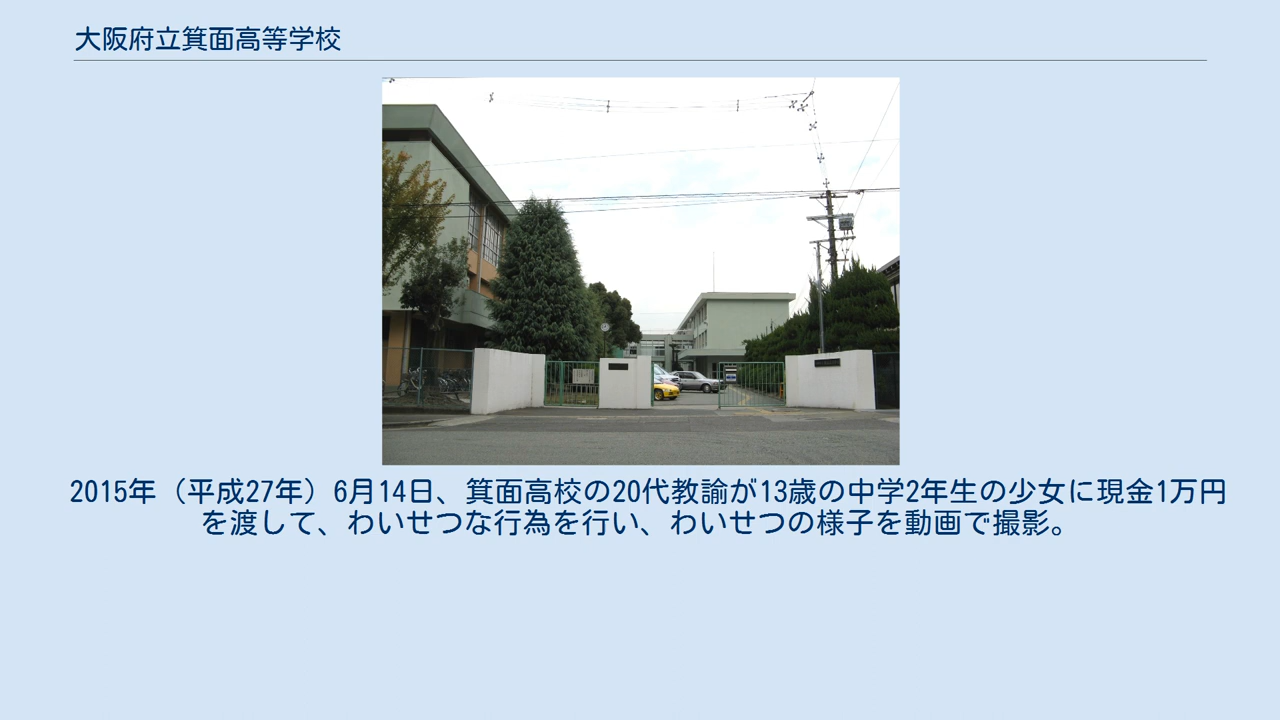 大阪府立箕面高等学校
2015年（平成27年）6月14日、箕面高校の20代教諭が13歳の中学2年生の少女に現金1万円
を渡して、わいせつな行為を行い、わいせつの様子を動画で撮影。